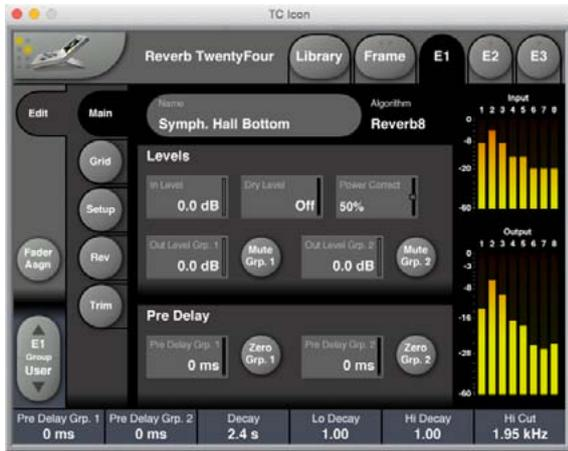 TC Icon
Reverb TwentyFour Library Frame E1 E2 E3
Edit Main
Name
Symph. Hall Bottom
Algorithm
Reverb8
Input
1 2 3 4 5 6 7 8
0
-8
-60
Grid
Setup
Rev
Trim
Fader
Asgn
E1
Group
User
Levels
In Level
0.0 dB
Dry Level
Off
Power Correct
50%
Out Level Grp. 1
0.0 dB
Mute
Grp. 1
Out Level Grp. 2
0.0 dB
Mute
Grp. 2
Output
1 2 3 4 5 6 7 8
0
-3
-8
-16
-28
-60
Pre Delay
Pre Delay Grp. 1
0 ms
Zero
Grp. 1
Pre Delay Grp. 2
0 ms
Zero
Grp. 2
Pre Delay Grp. 1 Pre Delay Grp. 2 Decay Lo Decay Hi Decay Hi Cut
0 ms 0 ms 2.4 s 1.00 1.00 1.95 kHz